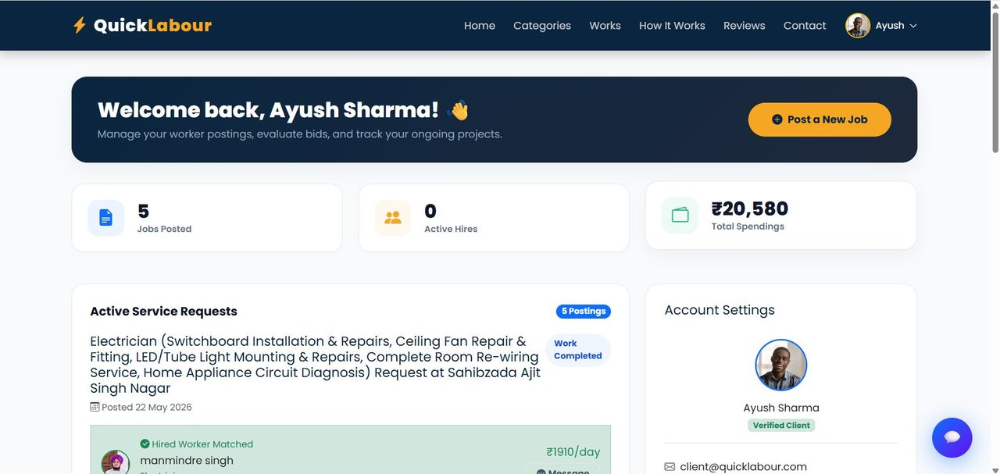 QuickLabour
Home Categories Works How It Works Reviews Contact Ayush
Welcome back, Ayush Sharma! 👋
Manage your worker postings, evaluate bids, and track your ongoing projects.
Post a New Job
5
Jobs Posted
0
Active Hires
₹20,580
Total Spendings
Active Service Requests
5 Postings
Electrician (Switchboard Installation & Repairs, Ceiling Fan Repair &
Fitting, LED/Tube Light Mounting & Repairs, Complete Room Re-wiring
Service, Home Appliance Circuit Diagnosis) Request at Sahibzada Ajit
Singh Nagar
Work
Completed
Posted 22 May 2026
Hired Worker Matched
manmindre singh
₹1910/day
Message
Account Settings
Ayush Sharma
Verified Client
client@quicklabour.com